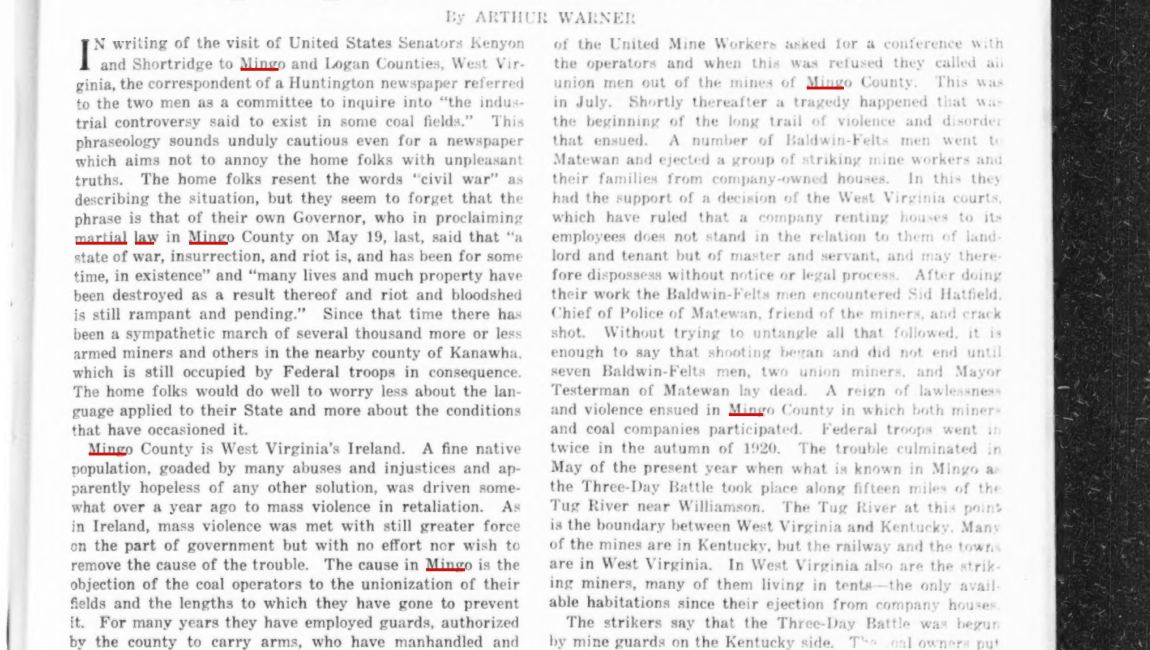 By ARTHUR WARNER
IN writing of the visit of United States Senators Kenyon
and Shortridge to Mingo and Logan Counties, West Vir-
ginia, the correspondent of a Huntington newspaper referred
to the two men as a committee to inquire into "the indus-
trial controversy said to exist in some coal fields." This
phraseology sounds unduly cautious even for a newspaper
which aims not to annoy the home folks with unpleasant
truths. The home folks resent the words "civil war" as
describing the situation, but they seem to forget that the
phrase is that of their own Governor, who in proclaiming
martial law in Mingo County on May 19, last, said that "a
state of war, insurrection, and riot is, and has been for some
time, in existence" and "many lives and much property have
been destroyed as a result thereof and riot and bloodshed
is still rampant and pending." Since that time there has
been a sympathetic march of several thousand more or less
armed miners and others in the nearby county of Kanawha,
which is still occupied by Federal troops in consequence.
The home folks would do well to worry less about the lan-
guage applied to their State and more about the conditions
that have occasioned it.
Mingo County is West Virginia's Ireland. A fine native
population, goaded by many abuses and injustices and ap-
parently hopeless of any other solution, was driven some-
what over a year ago to mass violence in retaliation. As
in Ireland, mass violence was met with still greater force
on the part of government but with no effort nor wish to
remove the cause of the trouble. The cause in Mingo is the
objection of the coal operators to the unionization of their
fields and the lengths to which they have gone to prevent
it. For many years they have employed guards, authorized
by the county to carry arms, who have manhandled and
of the United Mine Workers asked for a conference with
the operators and when this was refused they called all
union men out of the mines of Mingo County. This was
in July. Shortly thereafter a tragedy happened that was
the beginning of the long trail of violence and disorder
that ensued. A number of Baldwin-Felts men went to
Matewan and ejected a group of striking mine workers and
their families from company-owned houses. In this they
had the support of a decision of the West Virginia courts,
which have ruled that a company renting houses to its
employees does not stand in the relation to them of land-
lord and tenant but of master and servant, and may there-
fore dispossess without notice or legal process. After doing
their work the Baldwin-Felts men encountered Sid Hatfield,
Chief of Police of Matewan, friend of the miners, and crack
shot. Without trying to untangle all that followed, it is
enough to say that shooting began and did not end until
seven Baldwin-Felts men, two union miners, and Mayor
Testerman of Matewan lay dead. A reign of lawlessness
and violence ensued in Mingo County in which both miners
and coal companies participated. Federal troops went in
twice in the autumn of 1920. The trouble culminated in
May of the present year when what is known in Mingo as
the Three-Day Battle took place along fifteen miles of the
Tug River near Williamson. The Tug River at this point
is the boundary between West Virginia and Kentucky. Many
of the mines are in Kentucky, but the railway and the towns
are in West Virginia. In West Virginia also are the strik-
ing miners, many of them living in tents—the only avail-
able habitations since their ejection from company houses.
The strikers say that the Three-Day Battle was begun
by mine guards on the Kentucky side. The coal owners put